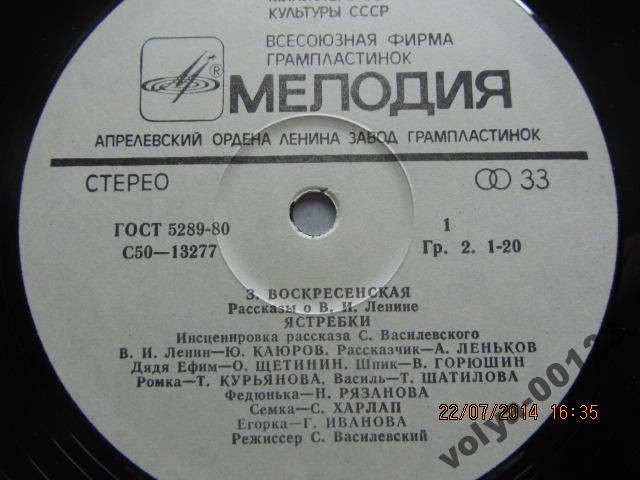 КУЛЬТУРЫ СССР
ВСЕСОЮЗНАЯ ФИРМА
ГРАМПЛАСТИНОК
®
МЕЛОДИЯ
АПРЕЛЕВСКИЙ ОРДЕНА ЛЕНИНА ЗАВОД ГРАМПЛАСТИНОК
СТЕРЕО 33
ГОСТ 5289-80 1
С50—13277 Гр. 2. 1-20
З. ВОСКРЕСЕНСКАЯ
Рассказы о В. И. Ленине
ЯСТРЕБКИ
Инсценировка рассказа С. Василевского
В. И. Ленин—Ю. КАЮРОВ. Рассказчик—А. ЛЕНЬКОВ
Дядя Ефим—О. ЩЕТИНИН. Шпик—В. ГОРЮШИН
Ромка—Т. КУРЬЯНОВА, Василь—Т. ШАТИЛОВА
Федюнька—Н. РЯЗАНОВА
Семка—С. ХАРЛАП
Егорка—Г. ИВАНОВА
Режиссер С. Василевский
22/07/2014 16:35